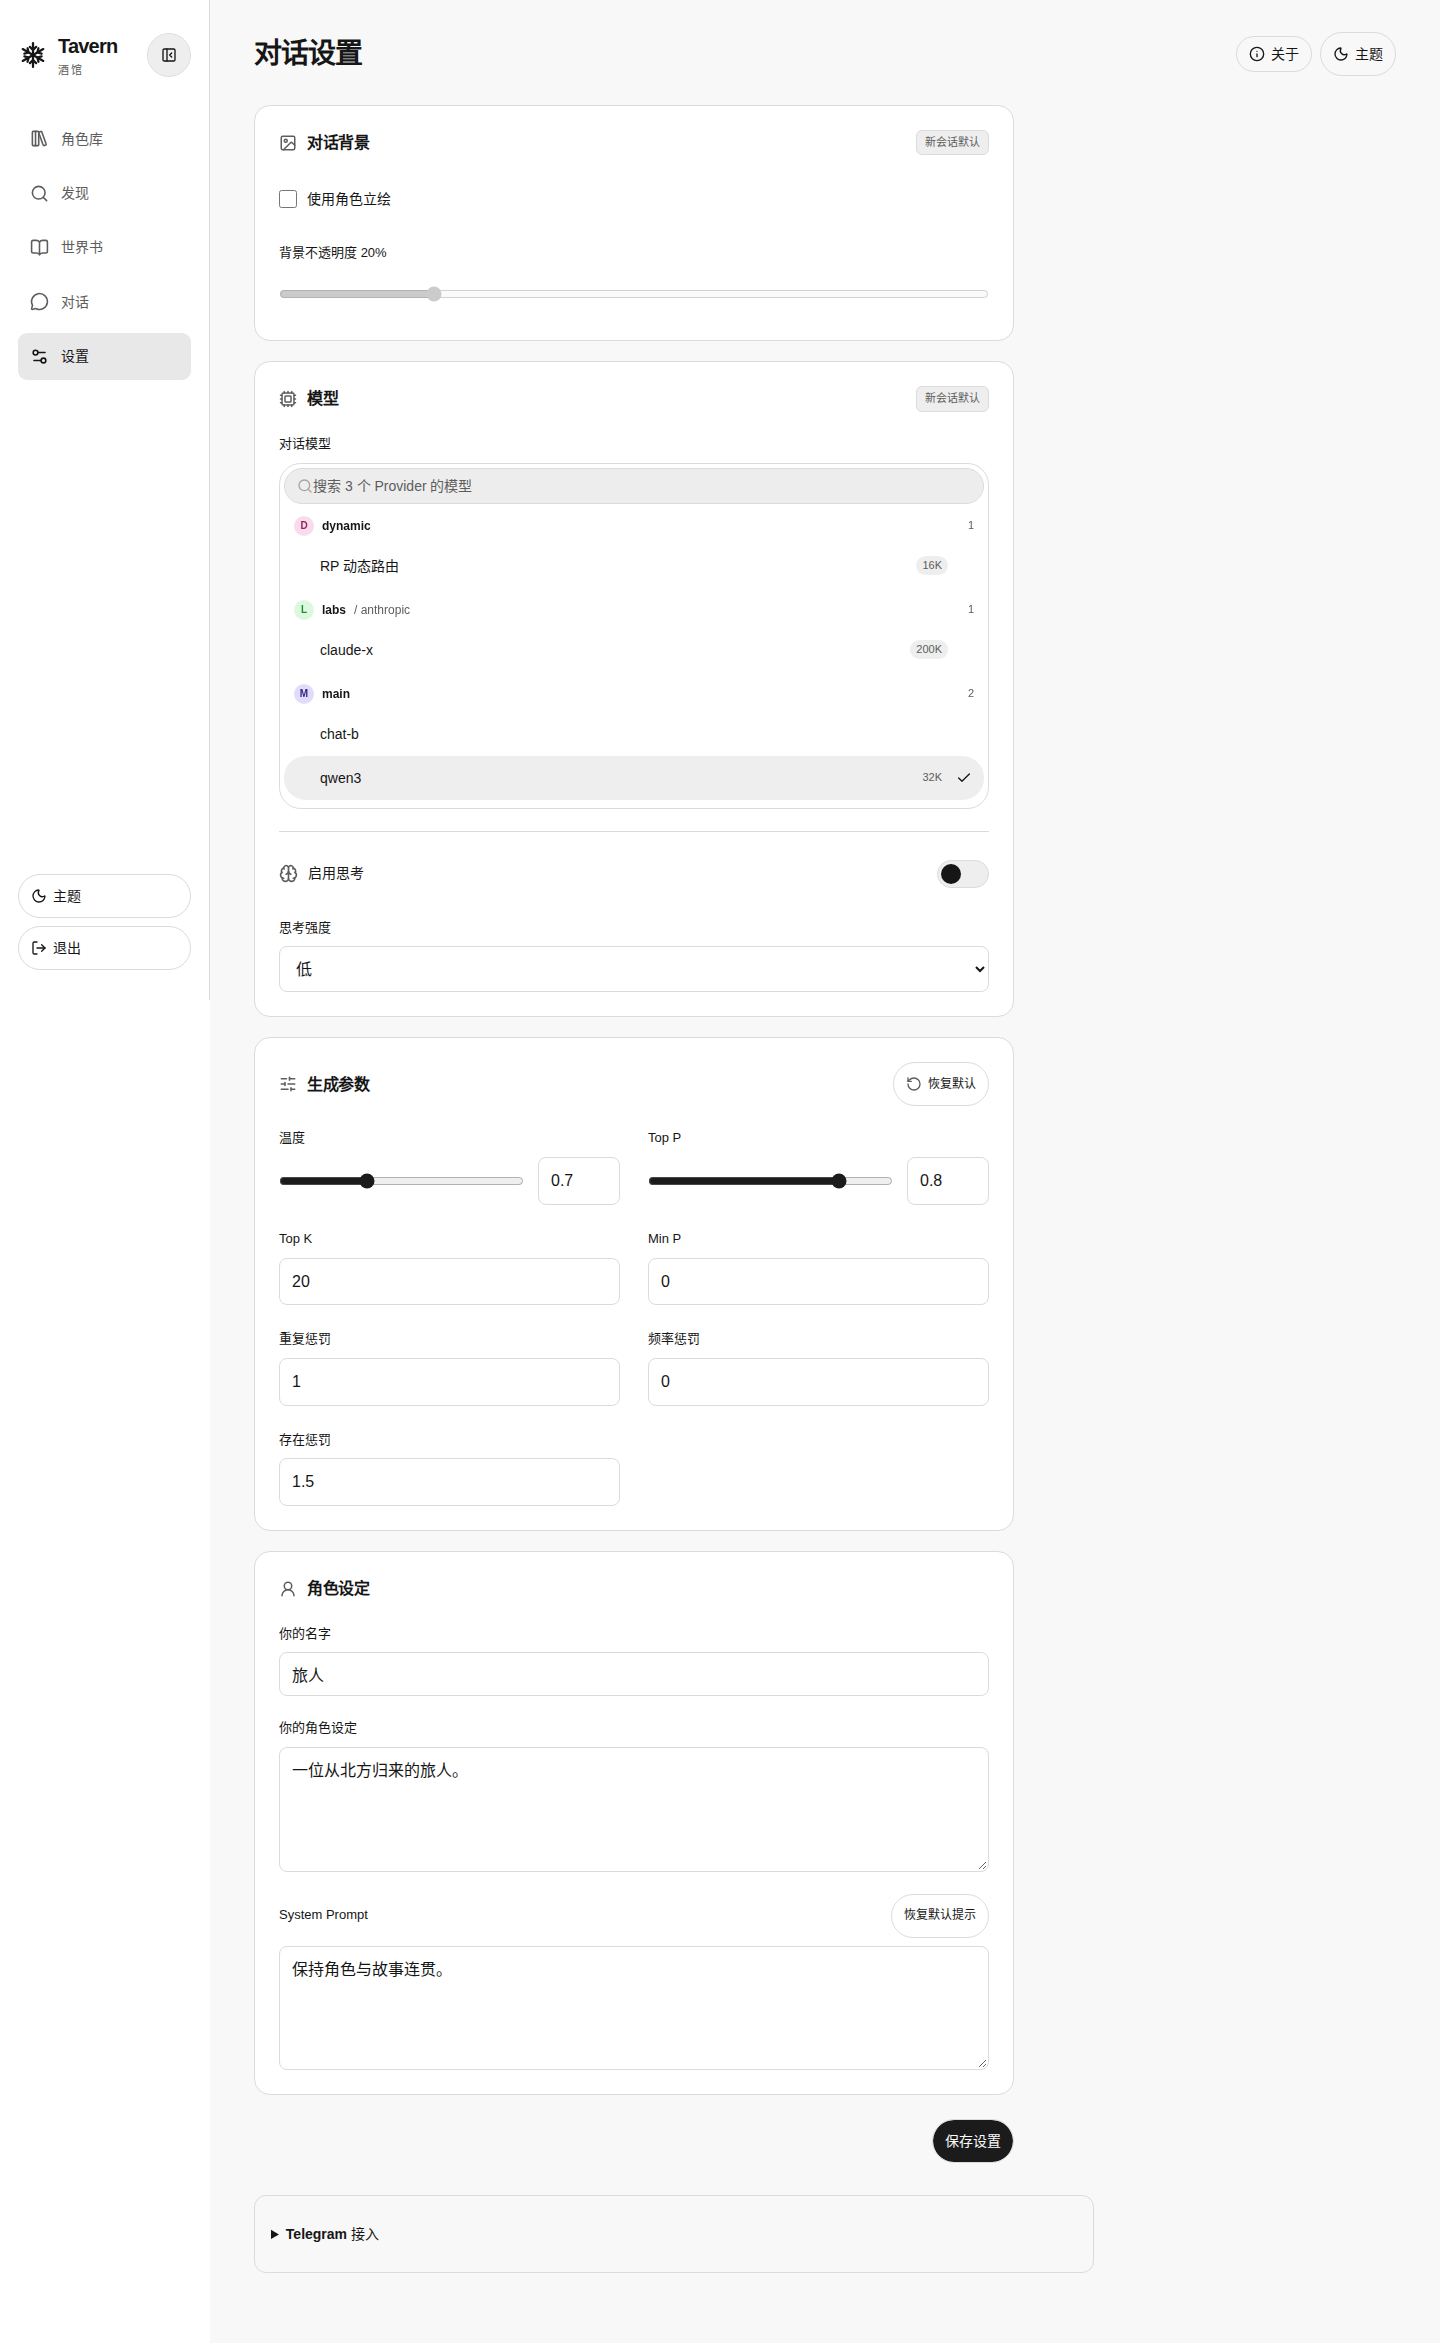 Tavern
酒馆
角色库
发现
世界书
对话
设置
主题
退出
对话设置
关于
主题
对话背景
新会话默认
使用角色立绘
背景不透明度 20%
模型
新会话默认
对话模型
搜索 3 个 Provider 的模型
D dynamic 1
RP 动态路由 16K
L labs / anthropic 1
claude-x 200K
M main 2
chat-b
qwen3 32K
启用思考
思考强度
低
生成参数
恢复默认
温度
0.7
Top P
0.8
Top K
20
Min P
0
重复惩罚
1
频率惩罚
0
存在惩罚
1.5
角色设定
你的名字
旅人
你的角色设定
一位从北方归来的旅人。
System Prompt
恢复默认提示
保持角色与故事连贯。
保存设置
Telegram 接入